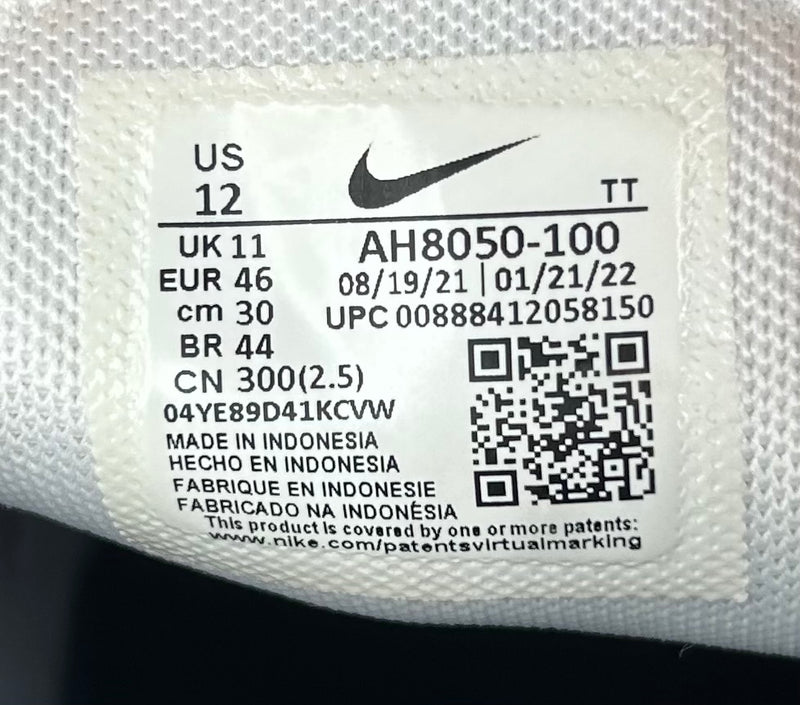 US
12
TT
UK 11
AH8050-100
EUR 46
08/19/21 | 01/21/22
cm 30
UPC 00888412058150
BR 44
CN 300(2.5)
04YE89D41KCVW
MADE IN INDONESIA
HECHO EN INDONESIA
FABRIQUE EN INDONESIE
FABRICADO NA INDONÉSIA
This product is covered by one or more patents:
www.nike.com/patentsvirtualmarking